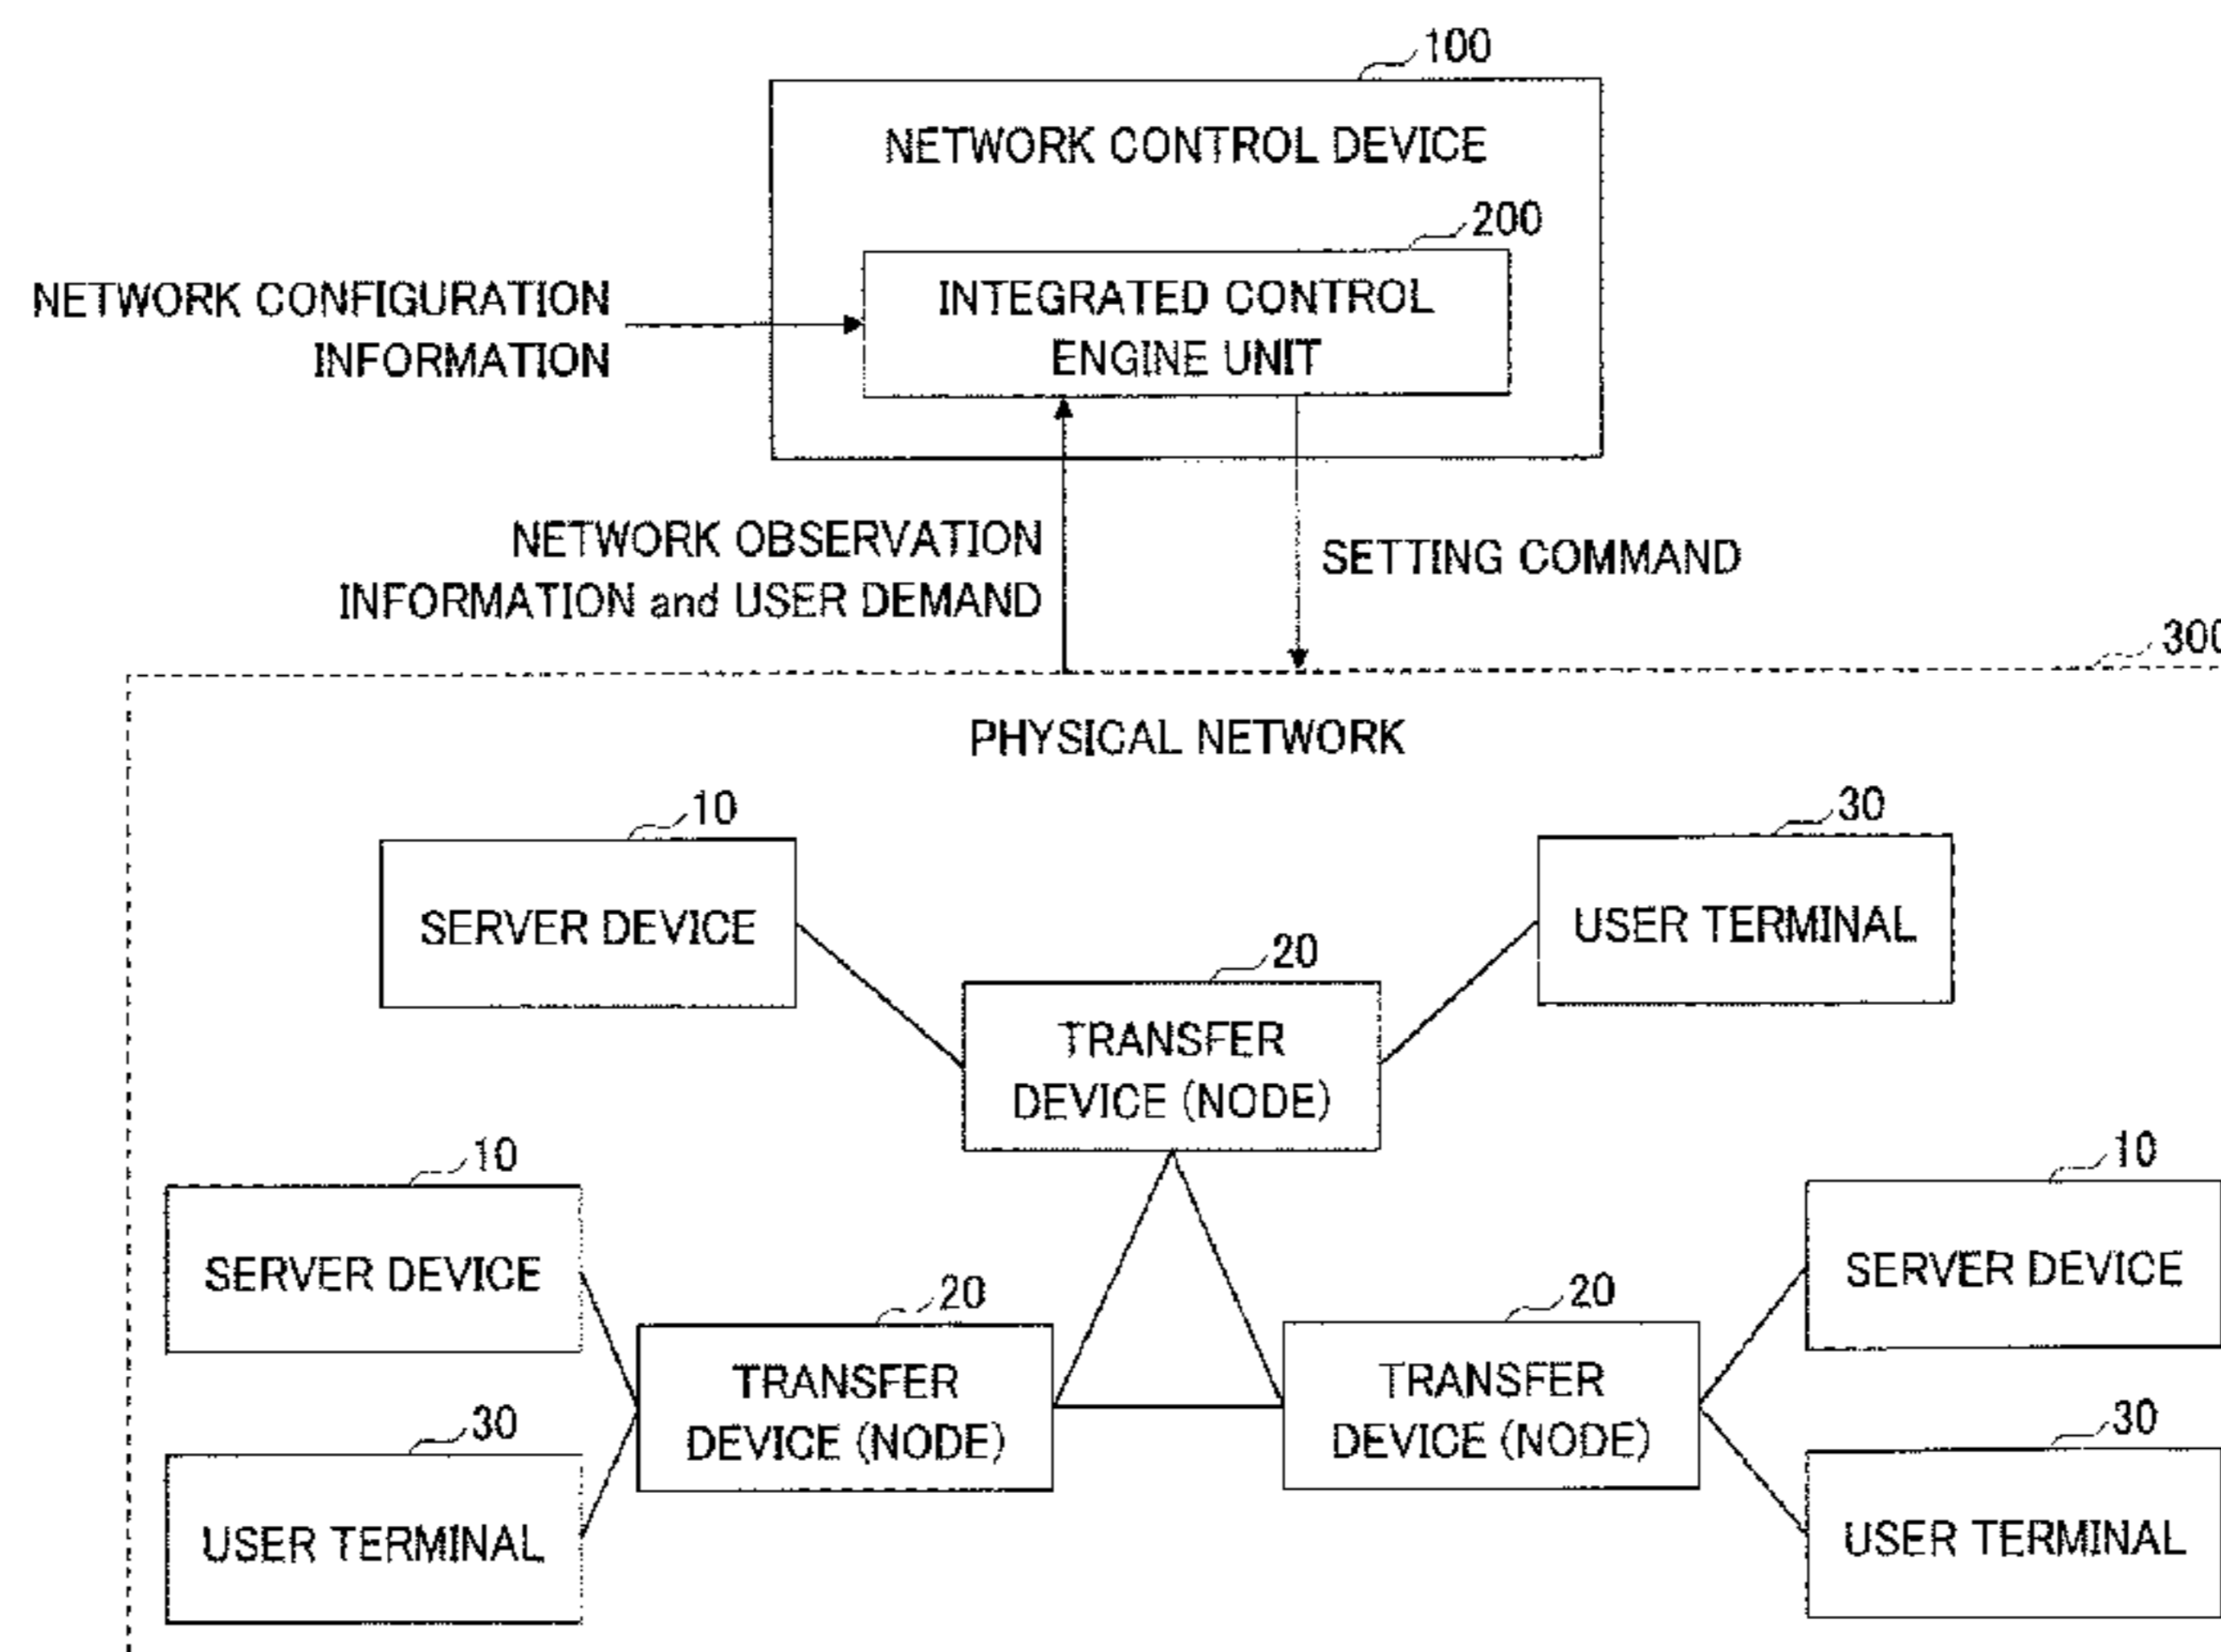 100
NETWORK CONTROL DEVICE
200
INTEGRATED CONTROL
ENGINE UNIT
NETWORK CONFIGURATION
INFORMATION
NETWORK OBSERVATION
INFORMATION and USER DEMAND
SETTING COMMAND
300
PHYSICAL NETWORK
10
SERVER DEVICE
30
USER TERMINAL
20
TRANSFER
DEVICE (NODE)
10
SERVER DEVICE
10
SERVER DEVICE
20
TRANSFER
DEVICE (NODE)
20
TRANSFER
DEVICE (NODE)
30
USER TERMINAL
30
USER TERMINAL